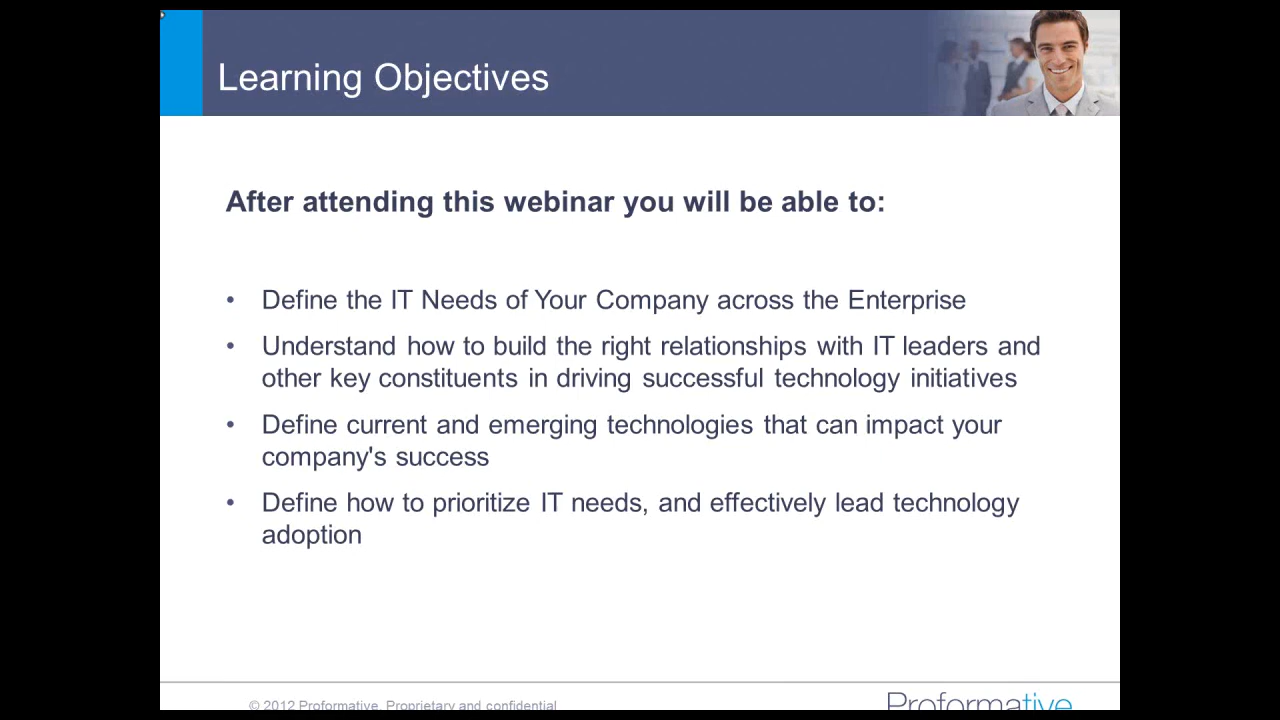 Learning Objectives
After attending this webinar you will be able to:
• Define the IT Needs of Your Company across the Enterprise
• Understand how to build the right relationships with IT leaders and
other key constituents in driving successful technology initiatives
• Define current and emerging technologies that can impact your
company's success
• Define how to prioritize IT needs, and effectively lead technology
adoption
© 2012 Proformative. Proprietary and confidential
Proformative